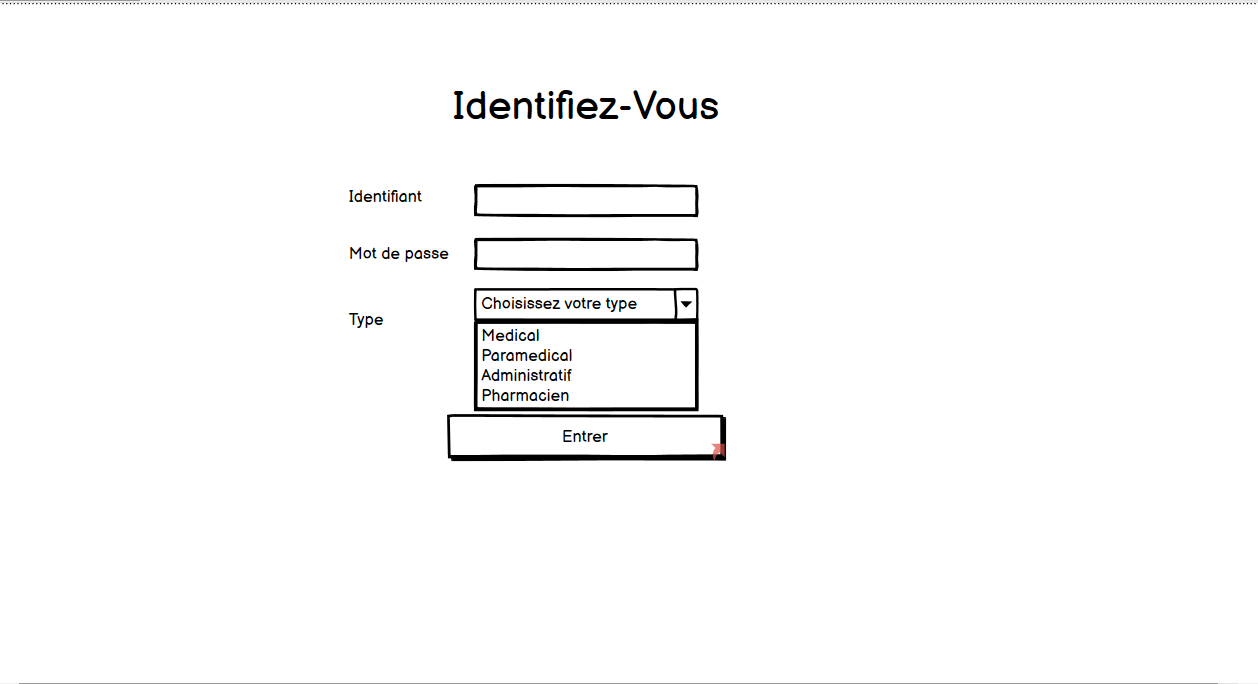 Identifiez-Vous
Identifiant
Mot de passe
Type
Choisissez votre type
Medical
Paramedical
Administratif
Pharmacien
Entrer